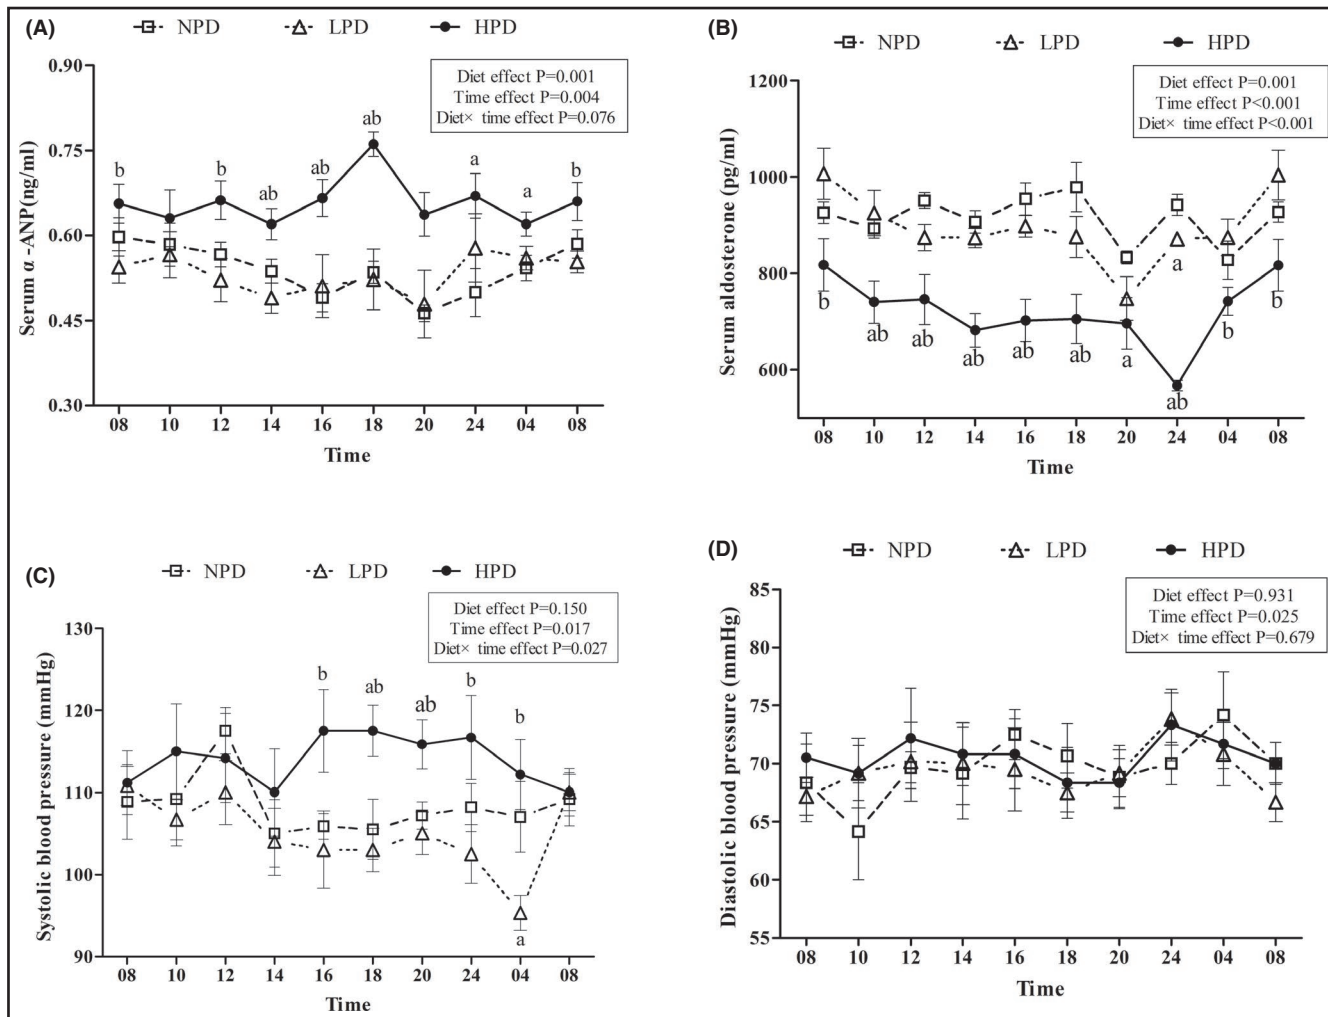 (A)
NPD LPD HPD
Diet effect P=0.001
Time effect P=0.004
Diet× time effect P=0.076
Serum α -ANP(ng/ml)
0.90
0.75
0.60
0.45
0.30
b b ab ab ab a a b
08 10 12 14 16 18 20 24 04 08
Time
(B)
NPD LPD HPD
Diet effect P=0.001
Time effect P<0.001
Diet× time effect P<0.001
Serum aldosterone (pg/ml)
1200
1000
800
600
a
b ab ab ab ab ab a ab b b
08 10 12 14 16 18 20 24 04 08
Time
(C)
NPD LPD HPD
Diet effect P=0.150
Time effect P=0.017
Diet× time effect P=0.027
Systolic blood pressure (mmHg)
130
120
110
100
90
b ab ab b b
a
08 10 12 14 16 18 20 24 04 08
Time
(D)
NPD LPD HPD
Diet effect P=0.931
Time effect P=0.025
Diet× time effect P=0.679
Diastolic blood pressure (mmHg)
85
80
75
70
65
60
55
08 10 12 14 16 18 20 24 04 08
Time